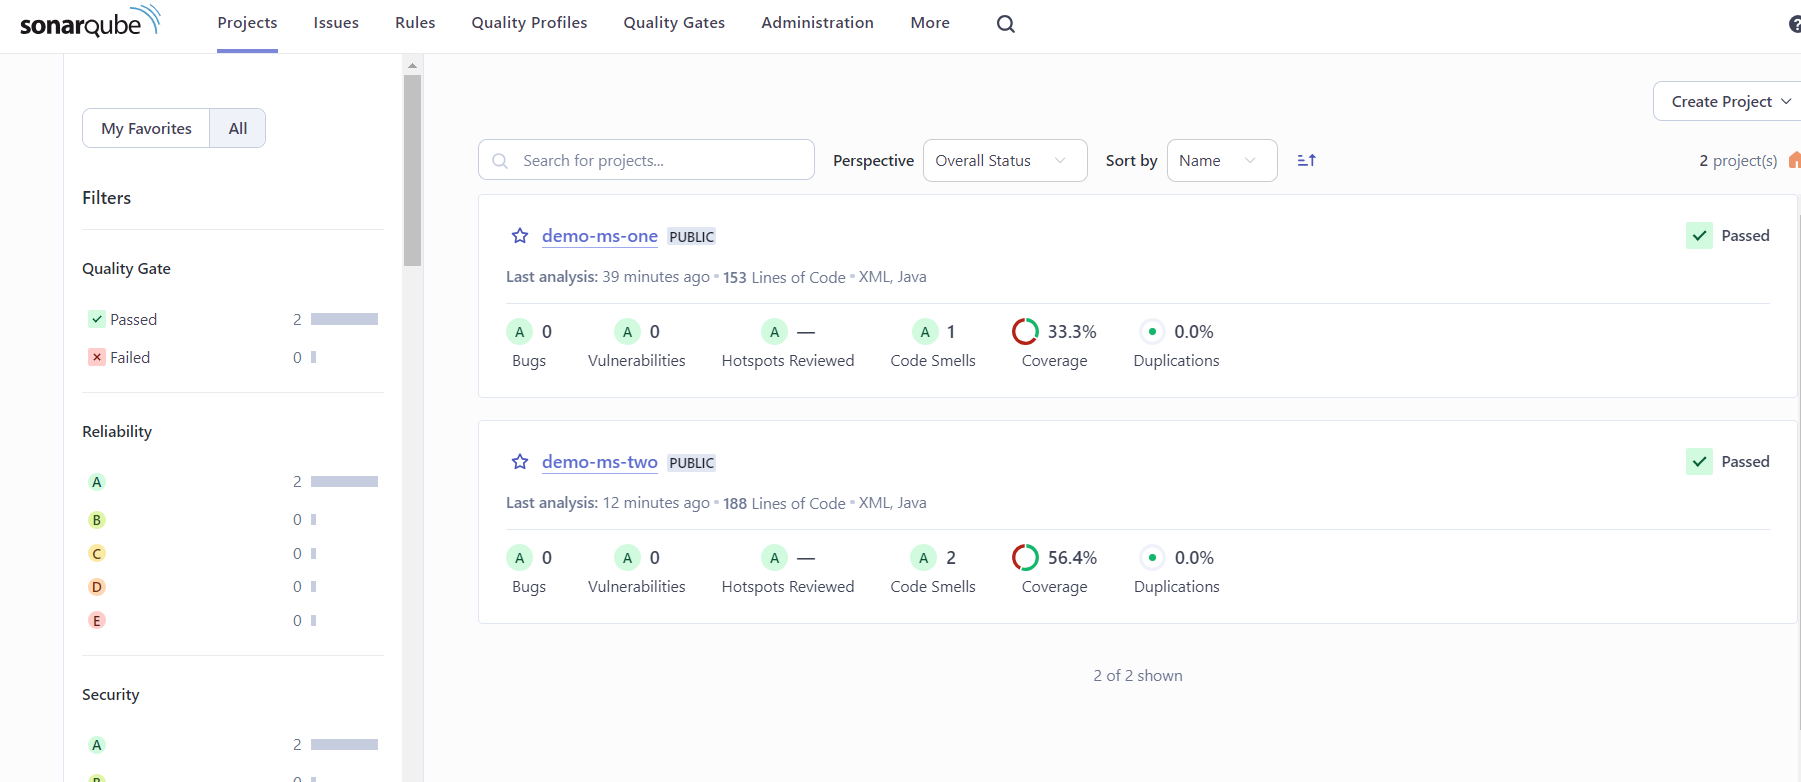 sonarqube Projects Issues Rules Quality Profiles Quality Gates Administration More ?
Create Project
My Favorites All
Search for projects... Perspective Overall Status Sort by Name 2 project(s)
Filters
Quality Gate
Passed 2
Failed 0
Reliability
A 2
B 0
C 0
D 0
E 0
Security
A 2
B 0
demo-ms-one PUBLIC Passed
Last analysis: 39 minutes ago • 153 Lines of Code • XML, Java
A 0 A 0 A — A 1 33.3% 0.0%
Bugs Vulnerabilities Hotspots Reviewed Code Smells Coverage Duplications
demo-ms-two PUBLIC Passed
Last analysis: 12 minutes ago • 188 Lines of Code • XML, Java
A 0 A 0 A — A 2 56.4% 0.0%
Bugs Vulnerabilities Hotspots Reviewed Code Smells Coverage Duplications
2 of 2 shown